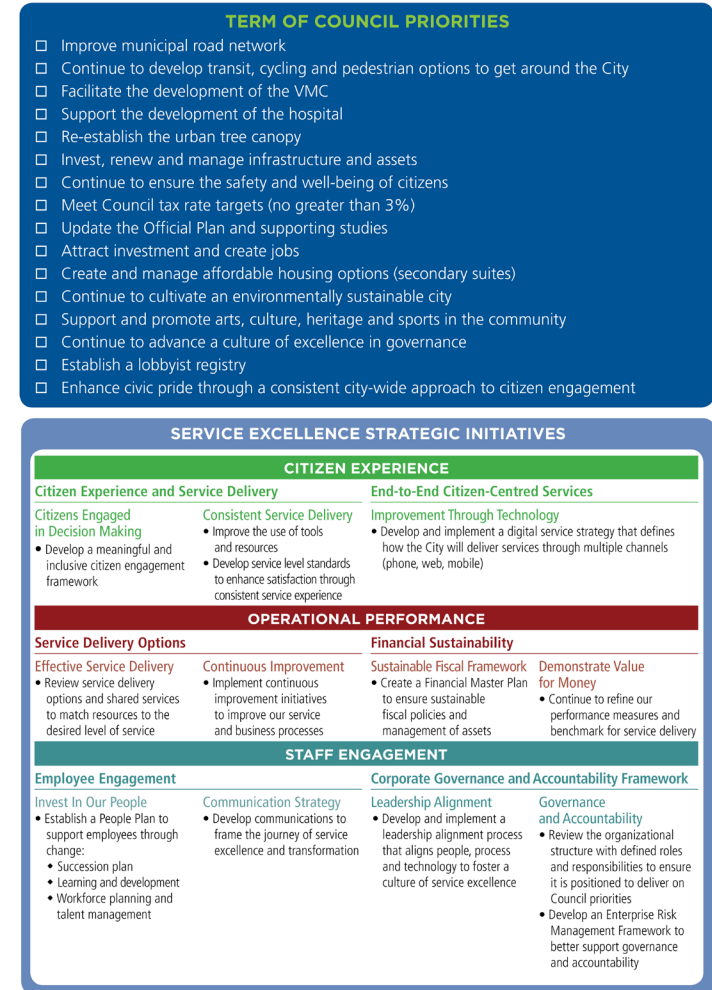 TERM OF COUNCIL PRIORITIES
Improve municipal road network
Continue to develop transit, cycling and pedestrian options to get around the City
Facilitate the development of the VMC
Support the development of the hospital
Re-establish the urban tree canopy
Invest, renew and manage infrastructure and assets
Continue to ensure the safety and well-being of citizens
Meet Council tax rate targets (no greater than 3%)
Update the Official Plan and supporting studies
Attract investment and create jobs
Create and manage affordable housing options (secondary suites)
Continue to cultivate an environmentally sustainable city
Support and promote arts, culture, heritage and sports in the community
Continue to advance a culture of excellence in governance
Establish a lobbyist registry
Enhance civic pride through a consistent city-wide approach to citizen engagement
SERVICE EXCELLENCE STRATEGIC INITIATIVES
CITIZEN EXPERIENCE
Citizen Experience and Service Delivery
Citizens Engaged
in Decision Making
• Develop a meaningful and
inclusive citizen engagement
framework
Consistent Service Delivery
• Improve the use of tools
and resources
• Develop service level standards
to enhance satisfaction through
consistent service experience
End-to-End Citizen-Centred Services
Improvement Through Technology
• Develop and implement a digital service strategy that defines
how the City will deliver services through multiple channels
(phone, web, mobile)
OPERATIONAL PERFORMANCE
Service Delivery Options
Effective Service Delivery
• Review service delivery
options and shared services
to match resources to the
desired level of service
Continuous Improvement
• Implement continuous
improvement initiatives
to improve our service
and business processes
Financial Sustainability
Sustainable Fiscal Framework
• Create a Financial Master Plan
to ensure sustainable
fiscal policies and
management of assets
Demonstrate Value
for Money
• Continue to refine our
performance measures and
benchmark for service delivery
STAFF ENGAGEMENT
Employee Engagement
Invest In Our People
• Establish a People Plan to
support employees through
change:
◆ Succession plan
◆ Learning and development
◆ Workforce planning and
talent management
Communication Strategy
• Develop communications to
frame the journey of service
excellence and transformation
Corporate Governance and Accountability Framework
Leadership Alignment
• Develop and implement a
leadership alignment process
that aligns people, process
and technology to foster a
culture of service excellence
Governance
and Accountability
• Review the organizational
structure with defined roles
and responsibilities to ensure
it is positioned to deliver on
Council priorities
• Develop an Enterprise Risk
Management Framework to
better support governance
and accountability